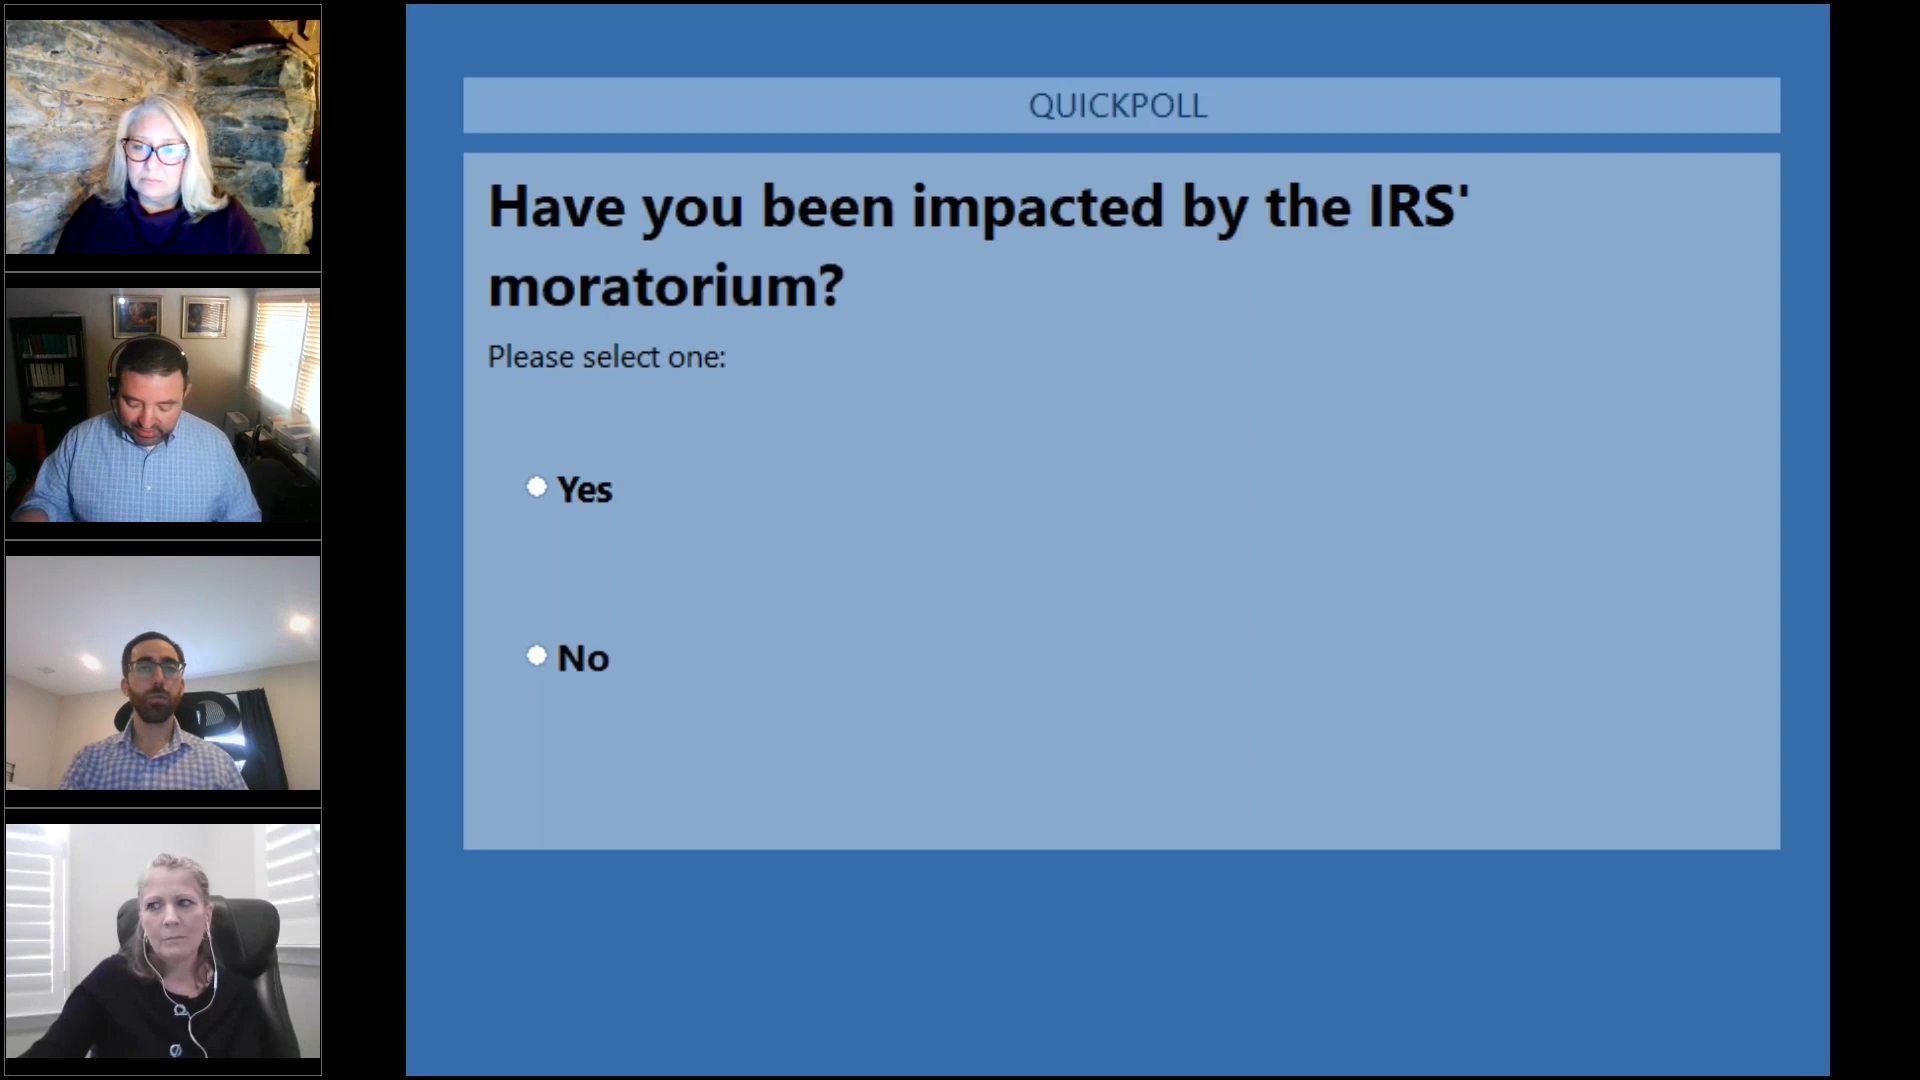 QUICKPOLL
Have you been impacted by the IRS'
moratorium?
Please select one:
Yes
No